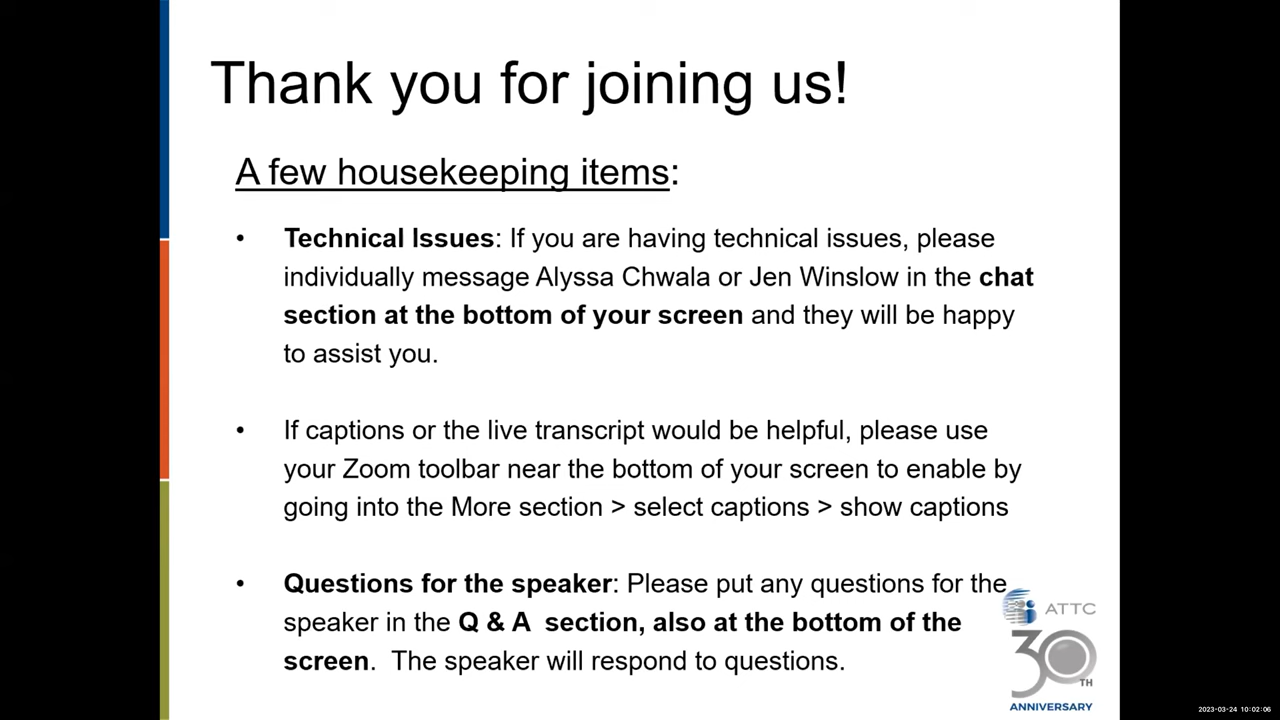 Thank you for joining us!
A few housekeeping items:
• Technical Issues: If you are having technical issues, please
individually message Alyssa Chwala or Jen Winslow in the chat
section at the bottom of your screen and they will be happy
to assist you.
• If captions or the live transcript would be helpful, please use
your Zoom toolbar near the bottom of your screen to enable by
going into the More section > select captions > show captions
• Questions for the speaker: Please put any questions for the
speaker in the Q & A  section, also at the bottom of the
screen.  The speaker will respond to questions.
ATTC
30TH
ANNIVERSARY
2023-03-24 10:02:06